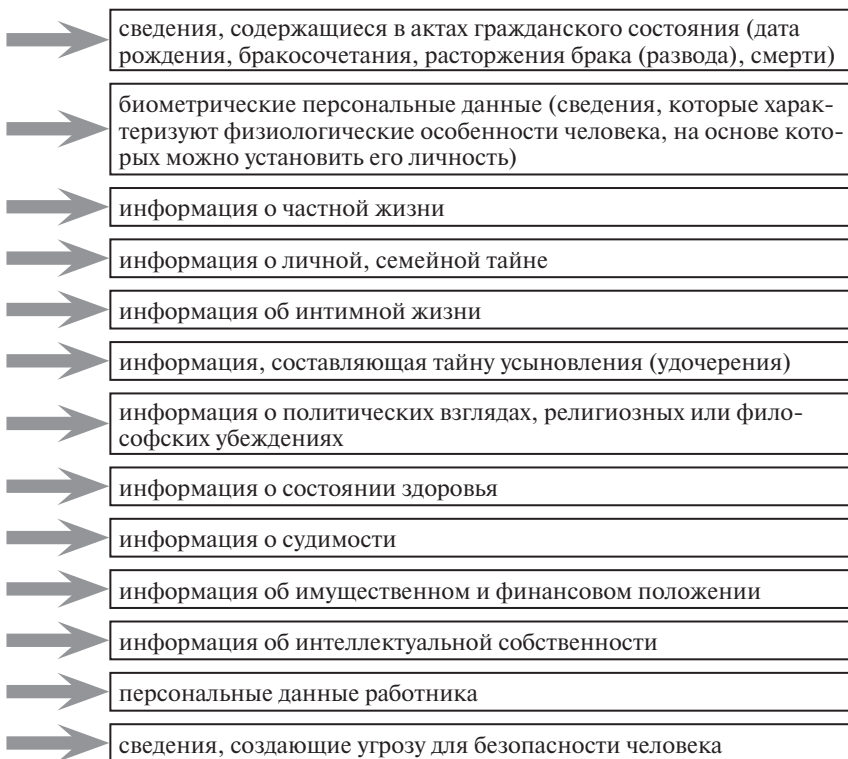 сведения, содержащиеся в актах гражданского состояния (дата
рождения, бракосочетания, расторжения брака (развода), смерти)
биометрические персональные данные (сведения, которые харак-
теризуют физиологические особенности человека, на основе кото-
рых можно установить его личность)
информация о частной жизни
информация о личной, семейной тайне
информация об интимной жизни
информация, составляющая тайну усыновления (удочерения)
информация о политических взглядах, религиозных или фило-
софских убеждениях
информация о состоянии здоровья
информация о судимости
информация об имущественном и финансовом положении
информация об интеллектуальной собственности
персональные данные работника
сведения, создающие угрозу для безопасности человека